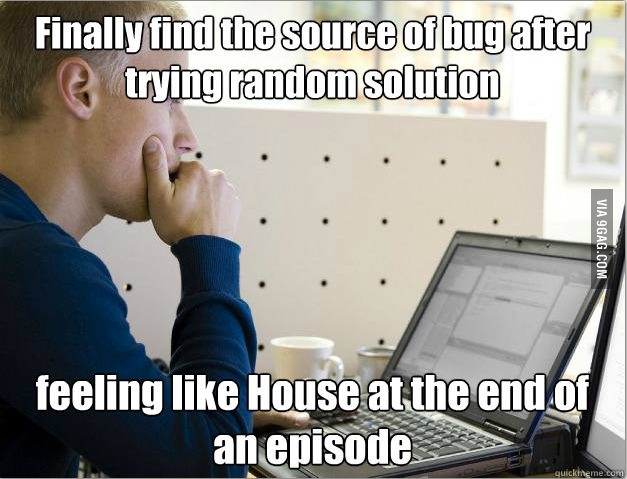 Finally find the source of bug after
trying random solution
VIA 9GAG.COM
feeling like House at the end of
an episode
quickmeme.com